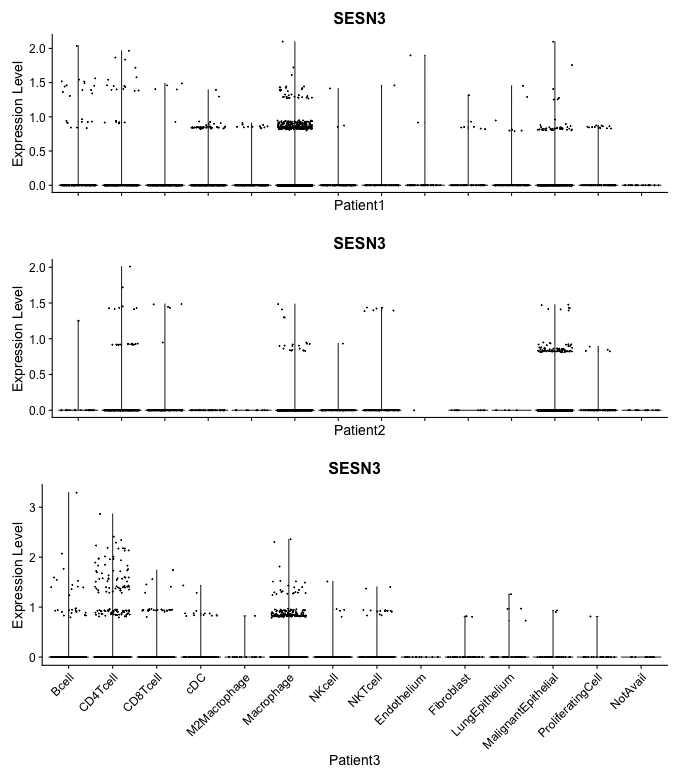 SESN3
Expression Level
2.0
1.5
1.0
0.5
0.0
Patient1
SESN3
Expression Level
2.0
1.5
1.0
0.5
0.0
Patient2
SESN3
Expression Level
3
2
1
0
Bcell
CD4Tcell
CD8Tcell
cDC
M2Macrophage
Macrophage
NKcell
NKTcell
Endothelium
Fibroblast
LungEpithelium
MalignantEpithelial
ProliferatingCell
NotAvail
Patient3